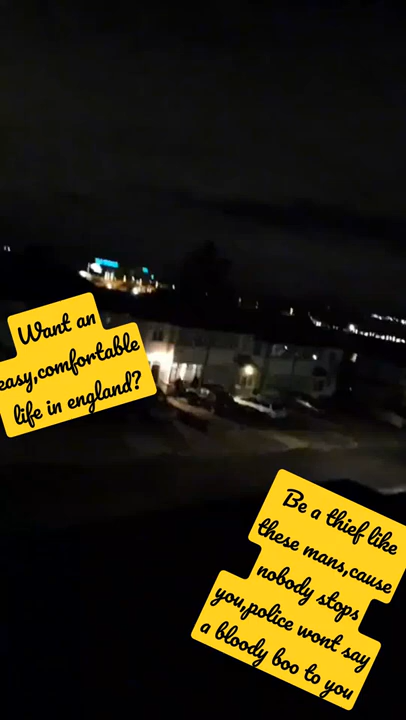 Want an
easy,comfortable
life in england?
Be a thief like
these mans,cause
nobody stops
you,police wont say
a bloody boo to you